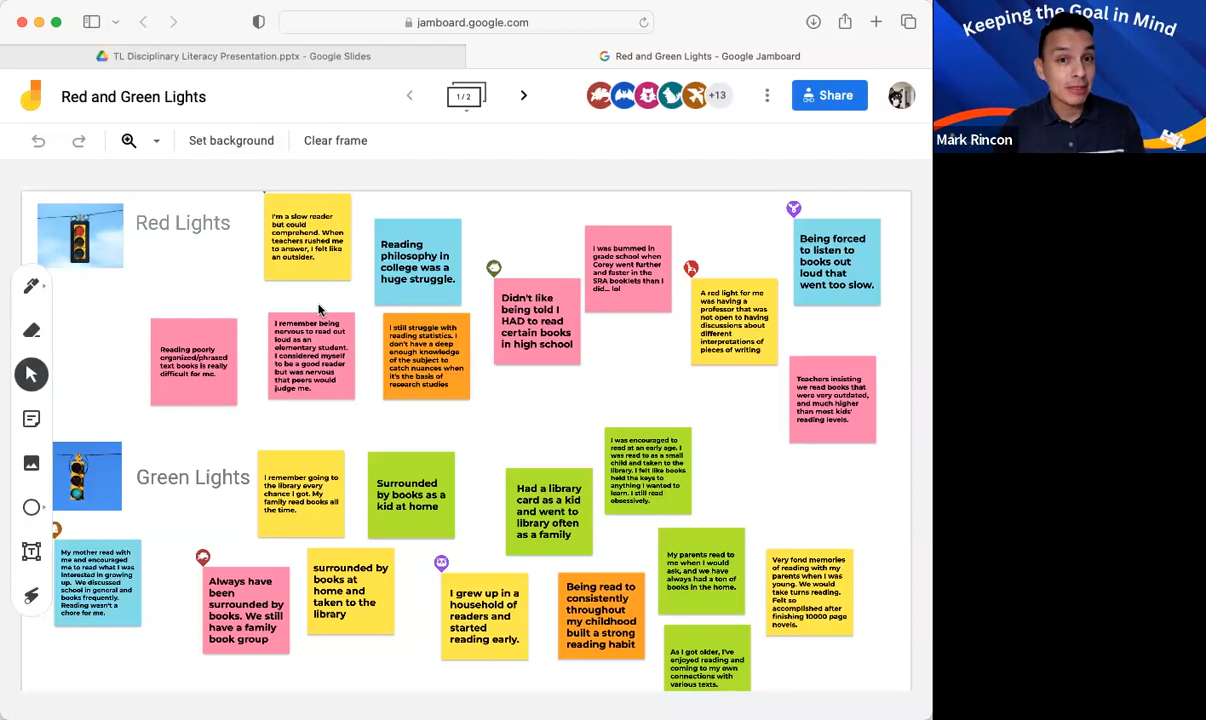 jamboard.google.com
TL Disciplinary Literacy Presentation.pptx - Google Slides
Red and Green Lights - Google Jamboard
Keeping the Goal in Mind
Mark Rincon
Red and Green Lights
1/2
+13
Share
Set background
Clear frame
Red Lights
I'm a slow reader
but could
comprehend. When
teachers rushed me
to answer, I felt like
an outsider.
Reading
philosophy in
college was a
huge struggle.
Didn't like
being told I
HAD to read
certain books
in high school
I was bummed in
grade school when
Corey went further
and faster in the
SRA booklets than I
did... lol
A red light for me
was having a
professor that was
not open to having
discussions about
different
interpretations of
pieces of writing
Being forced
to listen to
books out
loud that
went too slow.
Reading poorly
organized/phrased
text books is really
difficult for me.
I remember being
nervous to read out
loud as an
elementary student.
I considered myself
to be a good reader
but was nervous
that peers would
judge me.
I still struggle with
reading statistics. I
don't have a deep
enough knowledge
of the subject to
catch nuances when
it's the basis of
research studies
Teachers insisting
we read books that
were very outdated,
and much higher
than most kids'
reading levels.
Green Lights
I remember going to
the library every
chance I got. My
family read books all
the time.
Surrounded
by books as a
kid at home
Had a library
card as a kid
and went to
library often
as a family
I was encouraged to
read at an early age. I
was read to as a small
child and taken to the
library. I felt like books
held the keys to
anything I wanted to
learn. I still read
obsessively.
My mother read with
me and encouraged
me to read what I was
interested in growing
up. We discussed
school in general and
books frequently.
Reading wasn't a
chore for me.
Always have
been
surrounded by
books. We still
have a family
book group
surrounded by
books at
home and
taken to the
library
I grew up in a
household of
readers and
started
reading early.
Being read to
consistently
throughout
my childhood
built a strong
reading habit
My parents read to
me when I would
ask, and we have
always had a ton of
books in the home.
Very fond memories
of reading with my
parents when I was
young. We would
take turns reading.
Felt so
accomplished after
finishing 10000 page
novels.
As I got older, I've
enjoyed reading and
coming to my own
connections with
various texts.